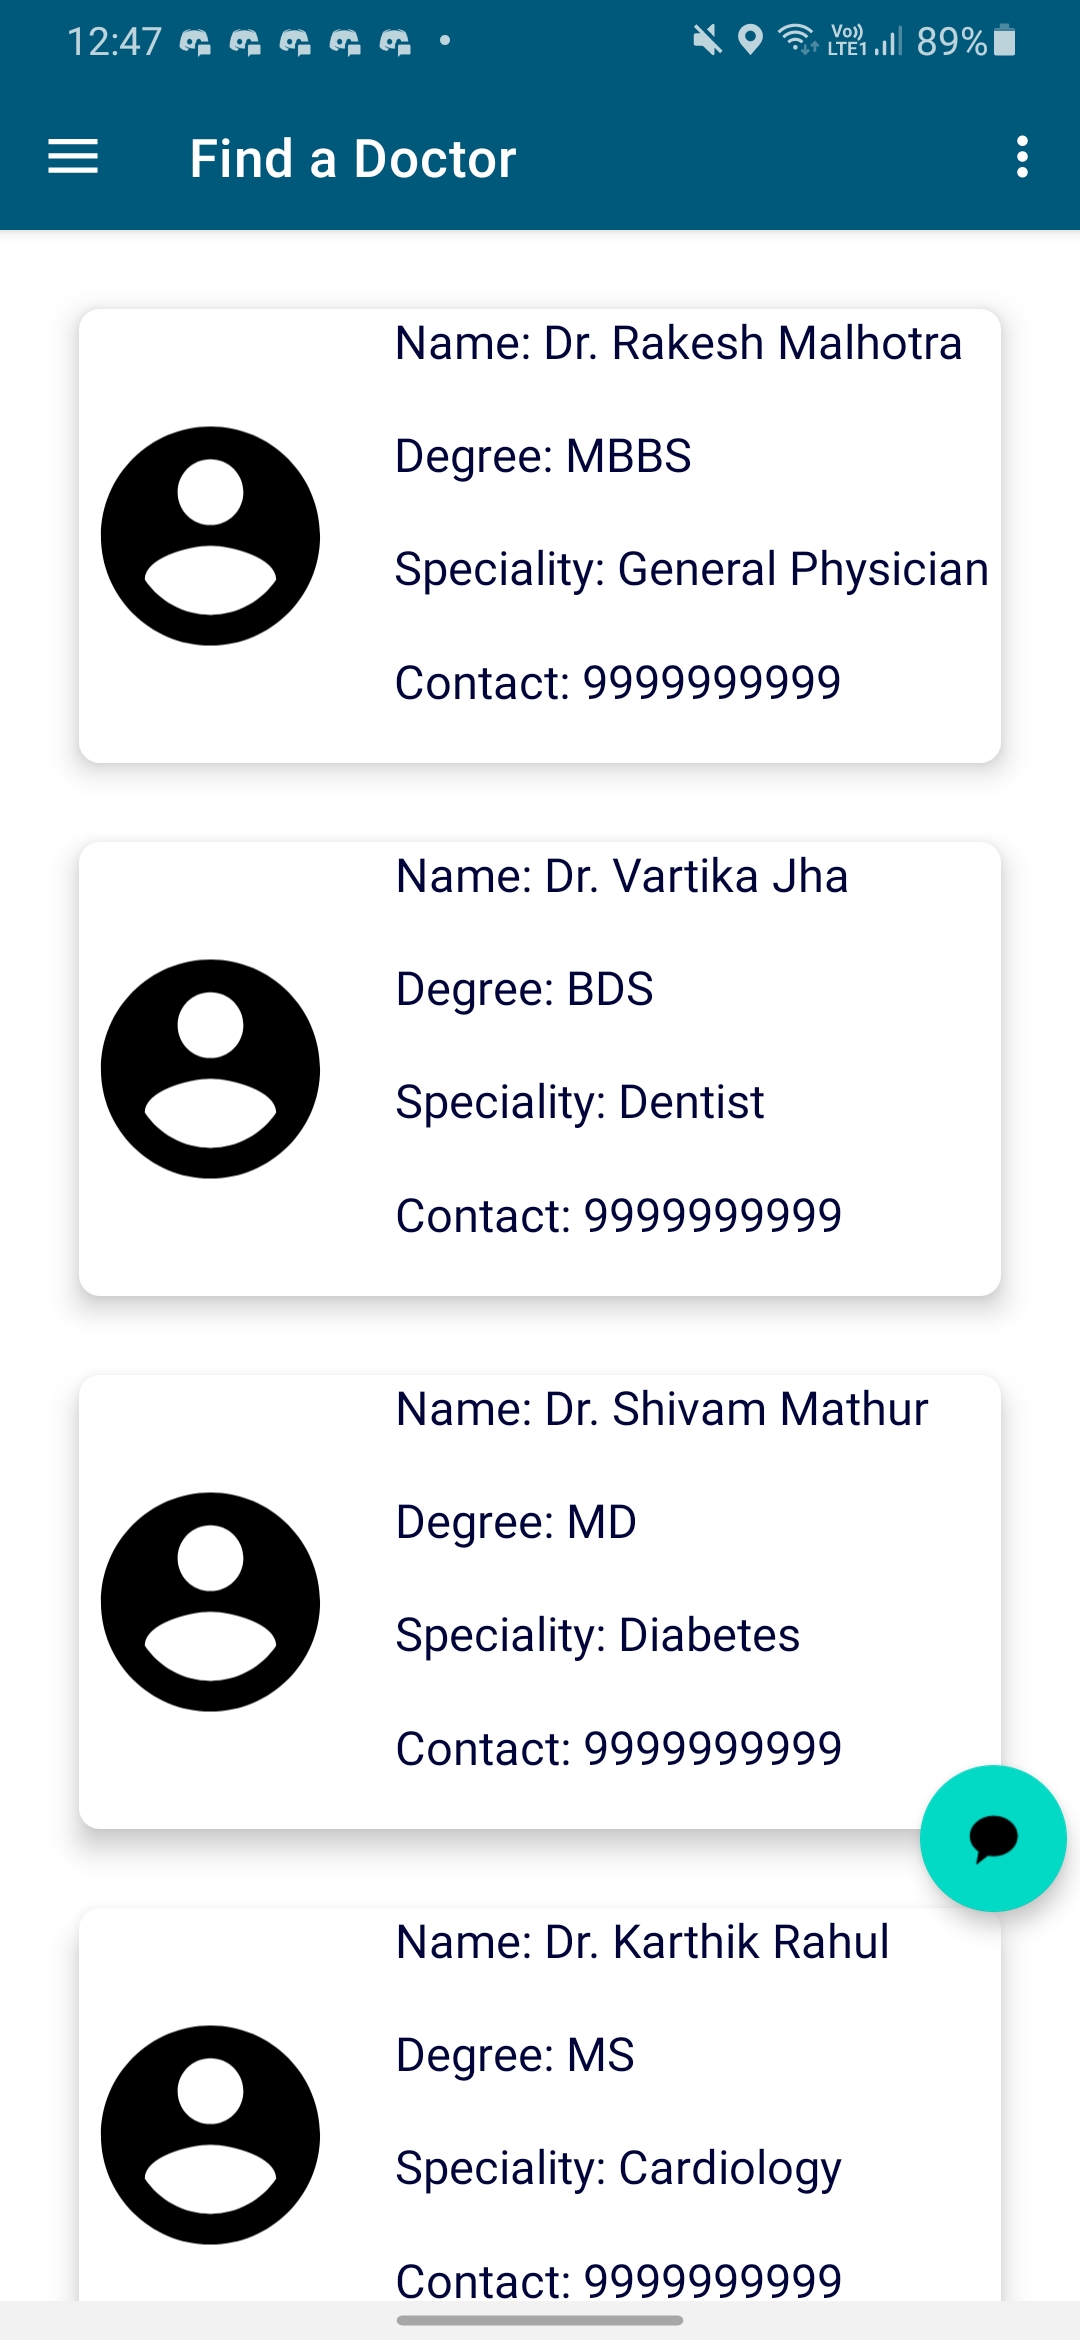 12:47
Vo))
LTE1
89%
Find a Doctor
Name: Dr. Rakesh Malhotra
Degree: MBBS
Speciality: General Physician
Contact: 9999999999
Name: Dr. Vartika Jha
Degree: BDS
Speciality: Dentist
Contact: 9999999999
Name: Dr. Shivam Mathur
Degree: MD
Speciality: Diabetes
Contact: 9999999999
Name: Dr. Karthik Rahul
Degree: MS
Speciality: Cardiology
Contact: 9999999999